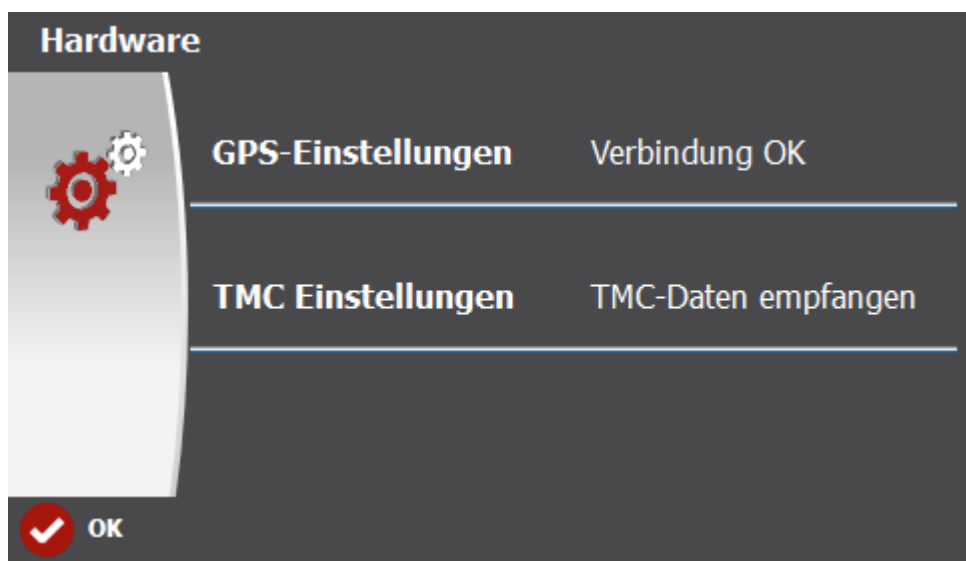 Hardware
GPS-Einstellungen Verbindung OK
TMC Einstellungen TMC-Daten empfangen
OK